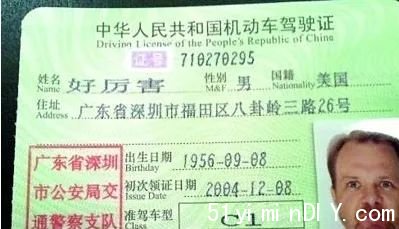 中华人民共和国机动车驾驶证
Driving License of the People's Republic of China
证号 710270295
姓名 好厉害 性别 男 国籍 美国
Name M&F Nationality
住址 广东省深圳市福田区八卦岭三路26号
Address
广东省深圳 出生日期 1956-09-08
Birthday
市公安局交 初次领证日期 2004-12-08
Issue Date
通警察支队 准驾车型 C1
Class
51yiminDIY.com